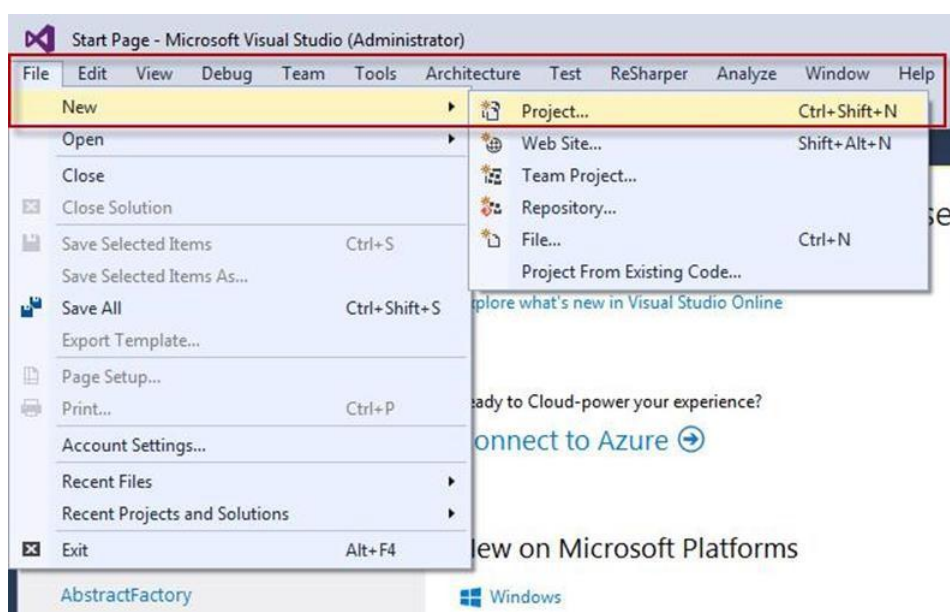 Start Page - Microsoft Visual Studio (Administrator)
File Edit View Debug Team Tools Architecture Test ReSharper Analyze Window Help
New
Open
Close
Close Solution
Save Selected Items Ctrl+S
Save Selected Items As...
Save All Ctrl+Shift+S
Export Template...
Page Setup...
Print... Ctrl+P
Account Settings...
Recent Files
Recent Projects and Solutions
Exit Alt+F4
Project... Ctrl+Shift+N
Web Site... Shift+Alt+N
Team Project...
Repository...
File... Ctrl+N
Project From Existing Code...
se
xplore what's new in Visual Studio Online
eady to Cloud-power your experience?
onnect to Azure
New on Microsoft Platforms
Windows
AbstractFactory